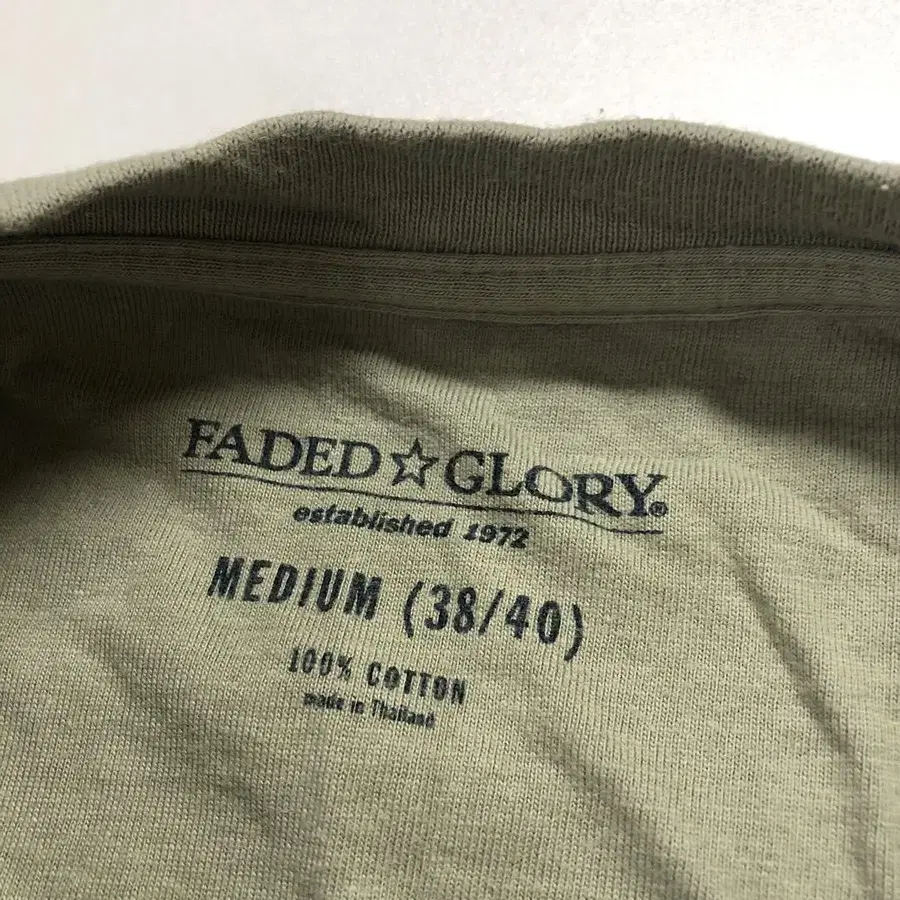 FADED☆GLORY®
established 1972
MEDIUM (38/40)
100% COTTON
made in Thailand